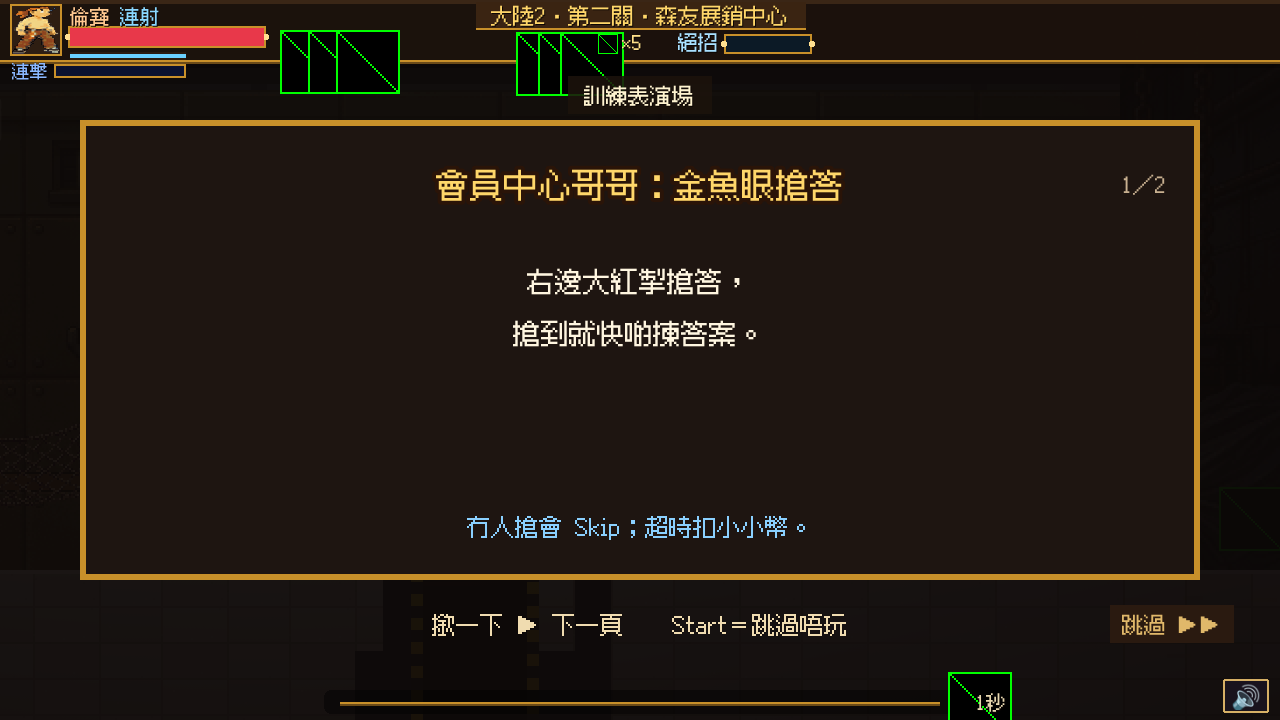 倫寶 連射
大陸2·第二關·森友展銷中心
×5
絕招
連擊
訓練表演場
會員中心哥哥：金魚眼搶答
1／2
右邊大紅掣搶答，
搶到就快啲揀答案。
冇人搶會 Skip；超時扣小小幣。
撳一下 ▶ 下一頁 Start＝跳過唔玩
跳過 ▶▶
1秒